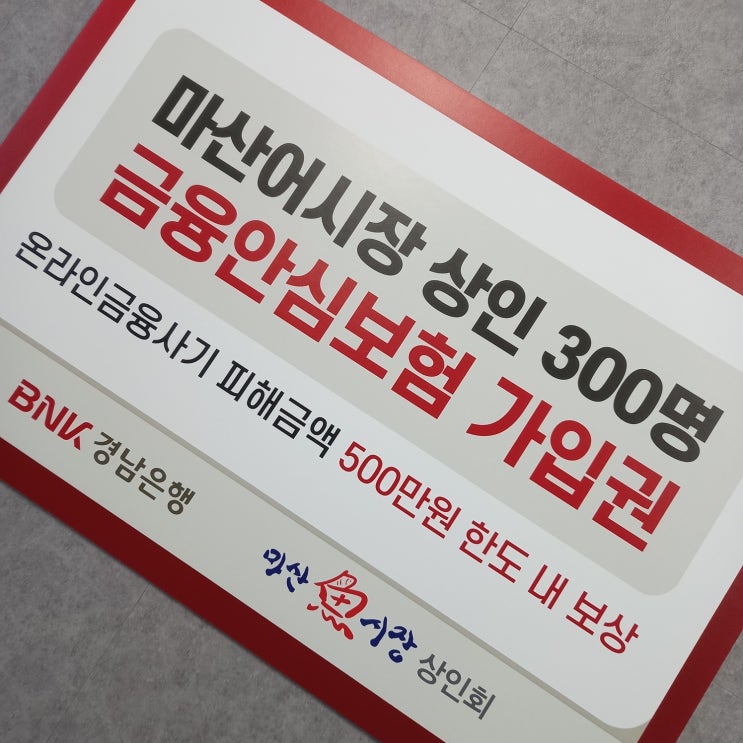 마산어시장 상인 300명
금융안심보험 가입권
온라인금융사기 피해금액 500만원 한도 내 보상
BNK 경남은행
마산 魚 시장 상인회